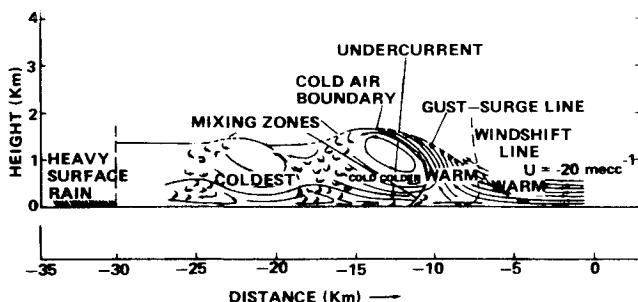 4
3
2
1
0
HEIGHT (Km)
UNDERCURRENT
COLD AIR
BOUNDARY
MIXING ZONES
GUST–SURGE LINE
WINDSHIFT
LINE
U = -20 mecc⁻¹
HEAVY
SURFACE
RAIN
COLDEST
COLD COLDER
WARM
WARM
−35
−30
−25
−20
−15
−10
−5
0
DISTANCE (Km) →